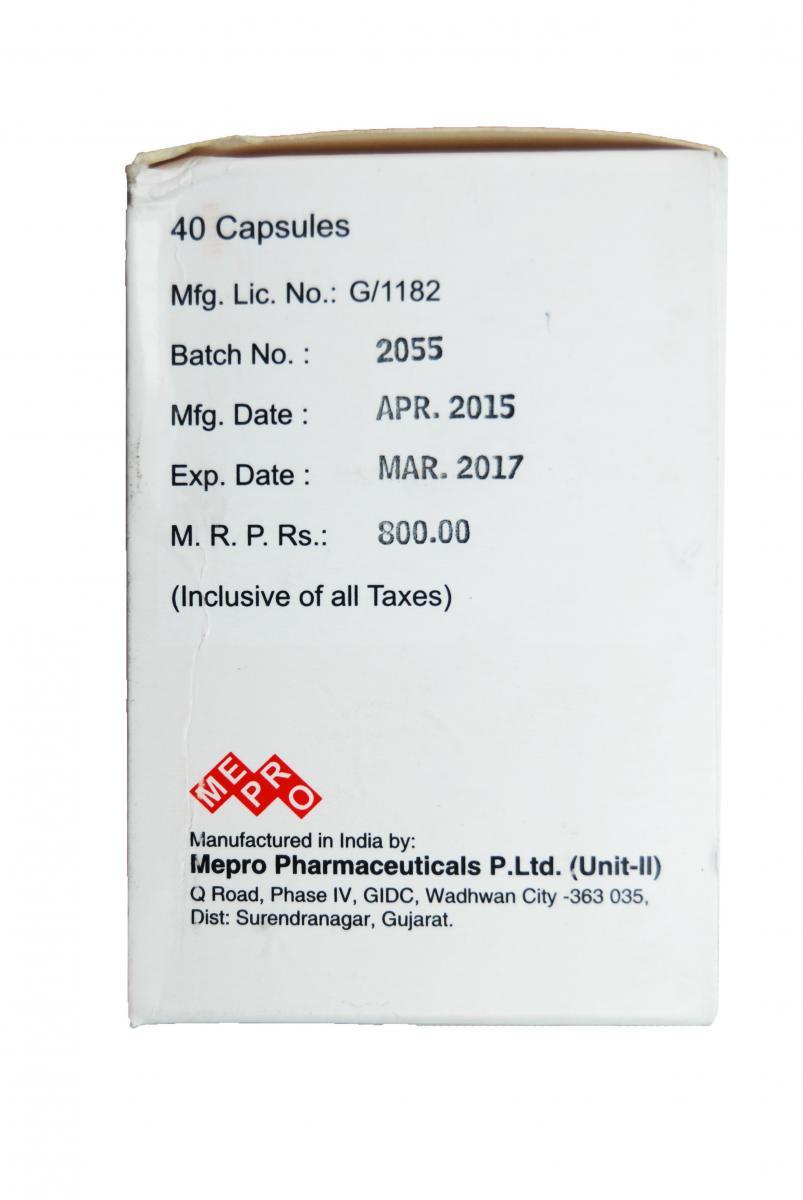 40 Capsules
Mfg. Lic. No.: G/1182
Batch No. : 2055
Mfg. Date : APR. 2015
Exp. Date : MAR. 2017
M. R. P. Rs.: 800.00
(Inclusive of all Taxes)
MEPRO
Manufactured in India by:
Mepro Pharmaceuticals P.Ltd. (Unit-II)
Q Road, Phase IV, GIDC, Wadhwan City -363 035,
Dist: Surendranagar, Gujarat.